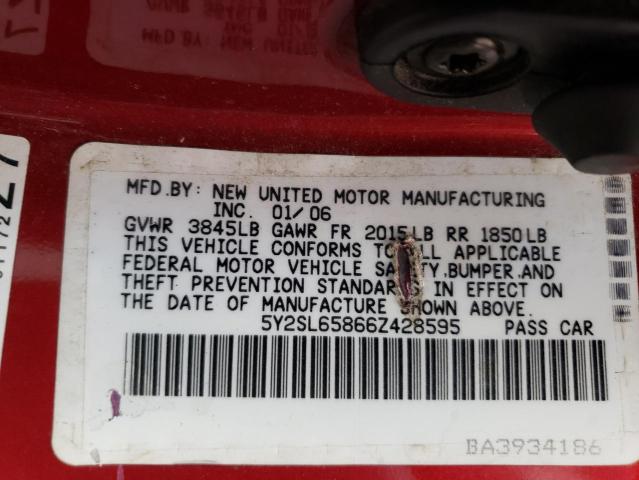 MFD.BY: NEW UNITED MOTOR MANUFACTURING
INC. 01/06
GVWR 3845LB GAWR FR 2015LB RR 1850LB
THIS VEHICLE CONFORMS TO ALL APPLICABLE
FEDERAL MOTOR VEHICLE SAFETY,BUMPER,AND
THEFT PREVENTION STANDARDS IN EFFECT ON
THE DATE OF MANUFACTURE SHOWN ABOVE.
5Y2SL65866Z428595 PASS CAR
BA3934186